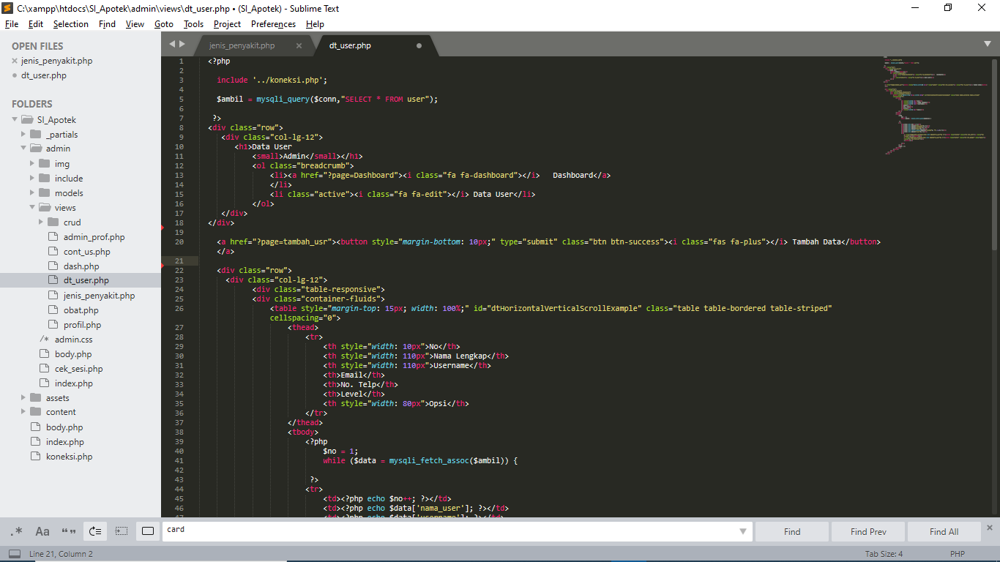 C:\xampp\htdocs\SI_Apotek\admin\views\dt_user.php • (SI_Apotek) - Sublime Text
File Edit Selection Find View Goto Tools Project Preferences Help
OPEN FILES
jenis_penyakit.php
dt_user.php
FOLDERS
SI_Apotek
_partials
admin
img
include
models
views
crud
admin_prof.php
cont_us.php
dash.php
dt_user.php
jenis_penyakit.php
obat.php
profil.php
/* admin.css
body.php
cek_sesi.php
index.php
assets
content
body.php
index.php
koneksi.php
jenis_penyakit.php × dt_user.php
1 <?php
2
3 include '../koneksi.php';
4
5 $ambil = mysqli_query($conn,"SELECT * FROM user");
6
7 ?>
8 <div class="row">
9 <div class="col-lg-12">
10 <h1>Data User
11 <small>Admin</small></h1>
12 <ol class="breadcrumb">
13 <li><a href="?page=Dashboard"><i class="fa fa-dashboard"></i> Dashboard</a>
14 </li>
15 <li class="active"><i class="fa fa-edit"></i> Data User</li>
16 </ol>
17 </div>
18 </div>
19
20 <a href="?page=tambah_usr"><button style="margin-bottom: 10px;" type="submit" class="btn btn-success"><i class="fas fa-plus"></i> Tambah Data</button>
</a>
21
22 <div class="row">
23 <div class="col-lg-12">
24 <div class="table-responsive">
25 <div class="container-fluids">
26 <table style="margin-top: 15px; width: 100%;" id="dtHorizontalVerticalScrollExample" class="table table-bordered table-striped"
cellspacing="0">
27 <thead>
28 <tr>
29 <th style="width: 10px">No</th>
30 <th style="width: 110px">Nama Lengkap</th>
31 <th style="width: 110px">Username</th>
32 <th>Email</th>
33 <th>No. Telp</th>
34 <th>Level</th>
35 <th style="width: 80px">Opsi</th>
36 </tr>
37 </thead>
38 <tbody>
39 <?php
40 $no = 1;
41 while ($data = mysqli_fetch_assoc($ambil)) {
42
43 ?>
44 <tr>
45 <td><?php echo $no++; ?></td>
46 <td><?php echo $data['nama_user']; ?></td>
47 <td><?php echo $data['username']; ?></td>
.* Aa “” card Find Find Prev Find All ×
Line 21, Column 2 Tab Size: 4 PHP